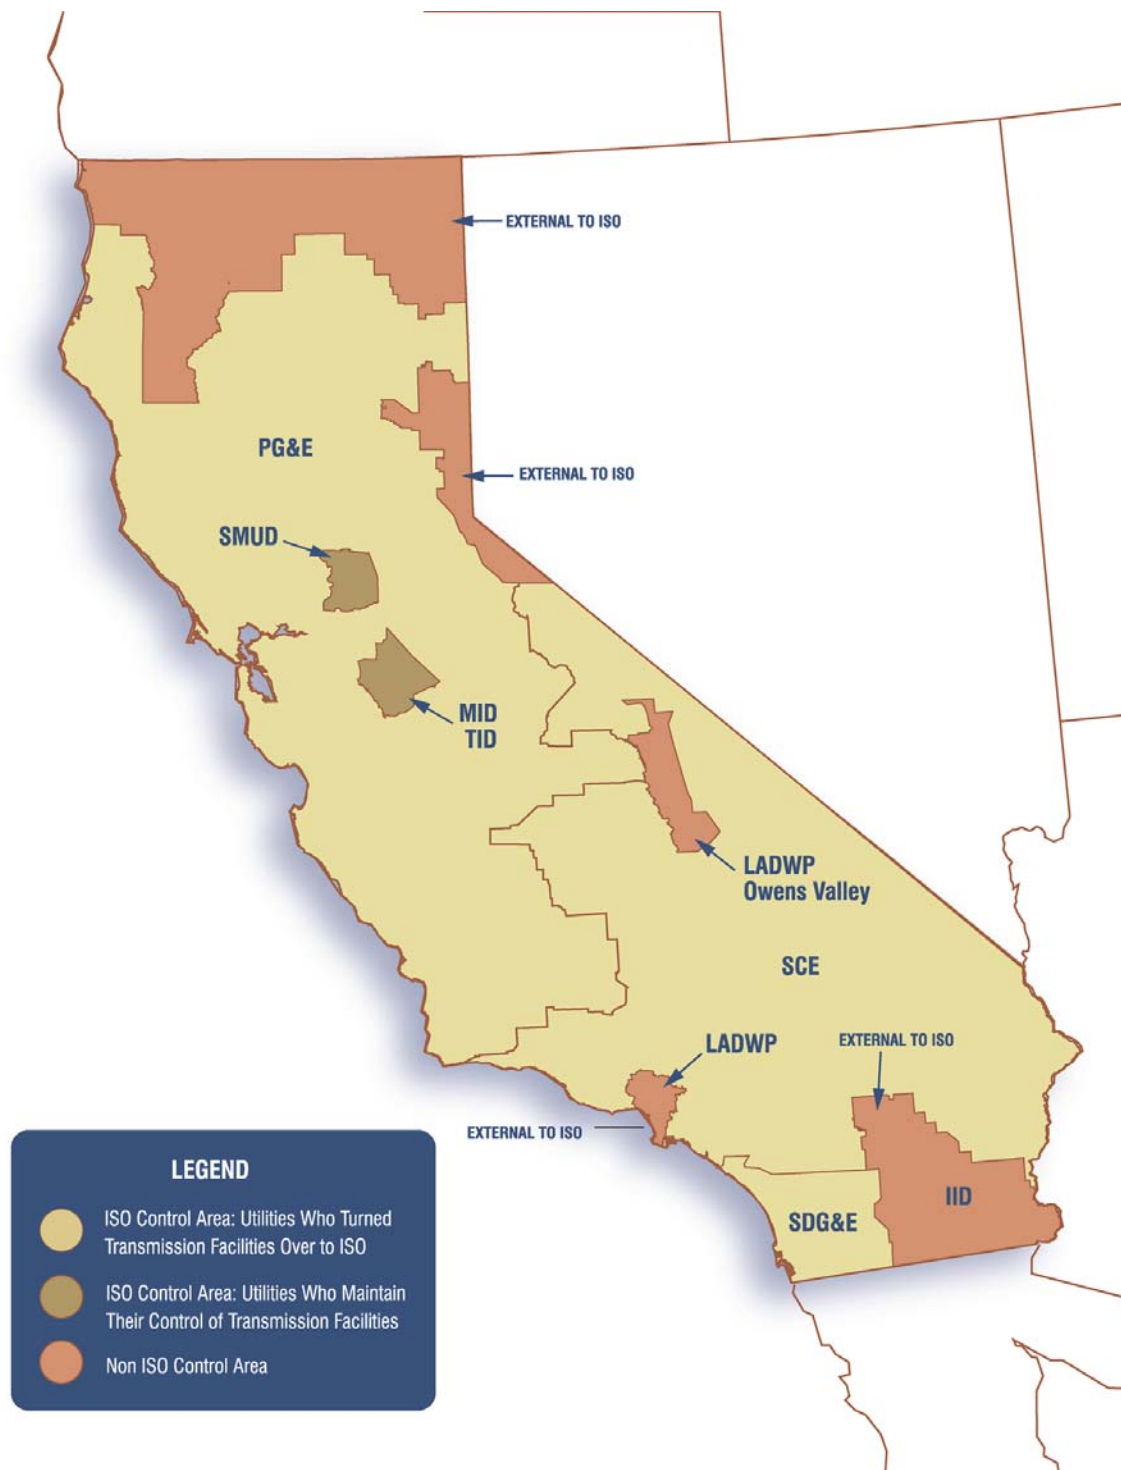 EXTERNAL TO ISO
PG&E
EXTERNAL TO ISO
SMUD
MID
TID
LADWP
Owens Valley
SCE
LADWP
EXTERNAL TO ISO
EXTERNAL TO ISO
IID
SDG&E
LEGEND
ISO Control Area: Utilities Who Turned
Transmission Facilities Over to ISO
ISO Control Area: Utilities Who Maintain
Their Control of Transmission Facilities
Non ISO Control Area